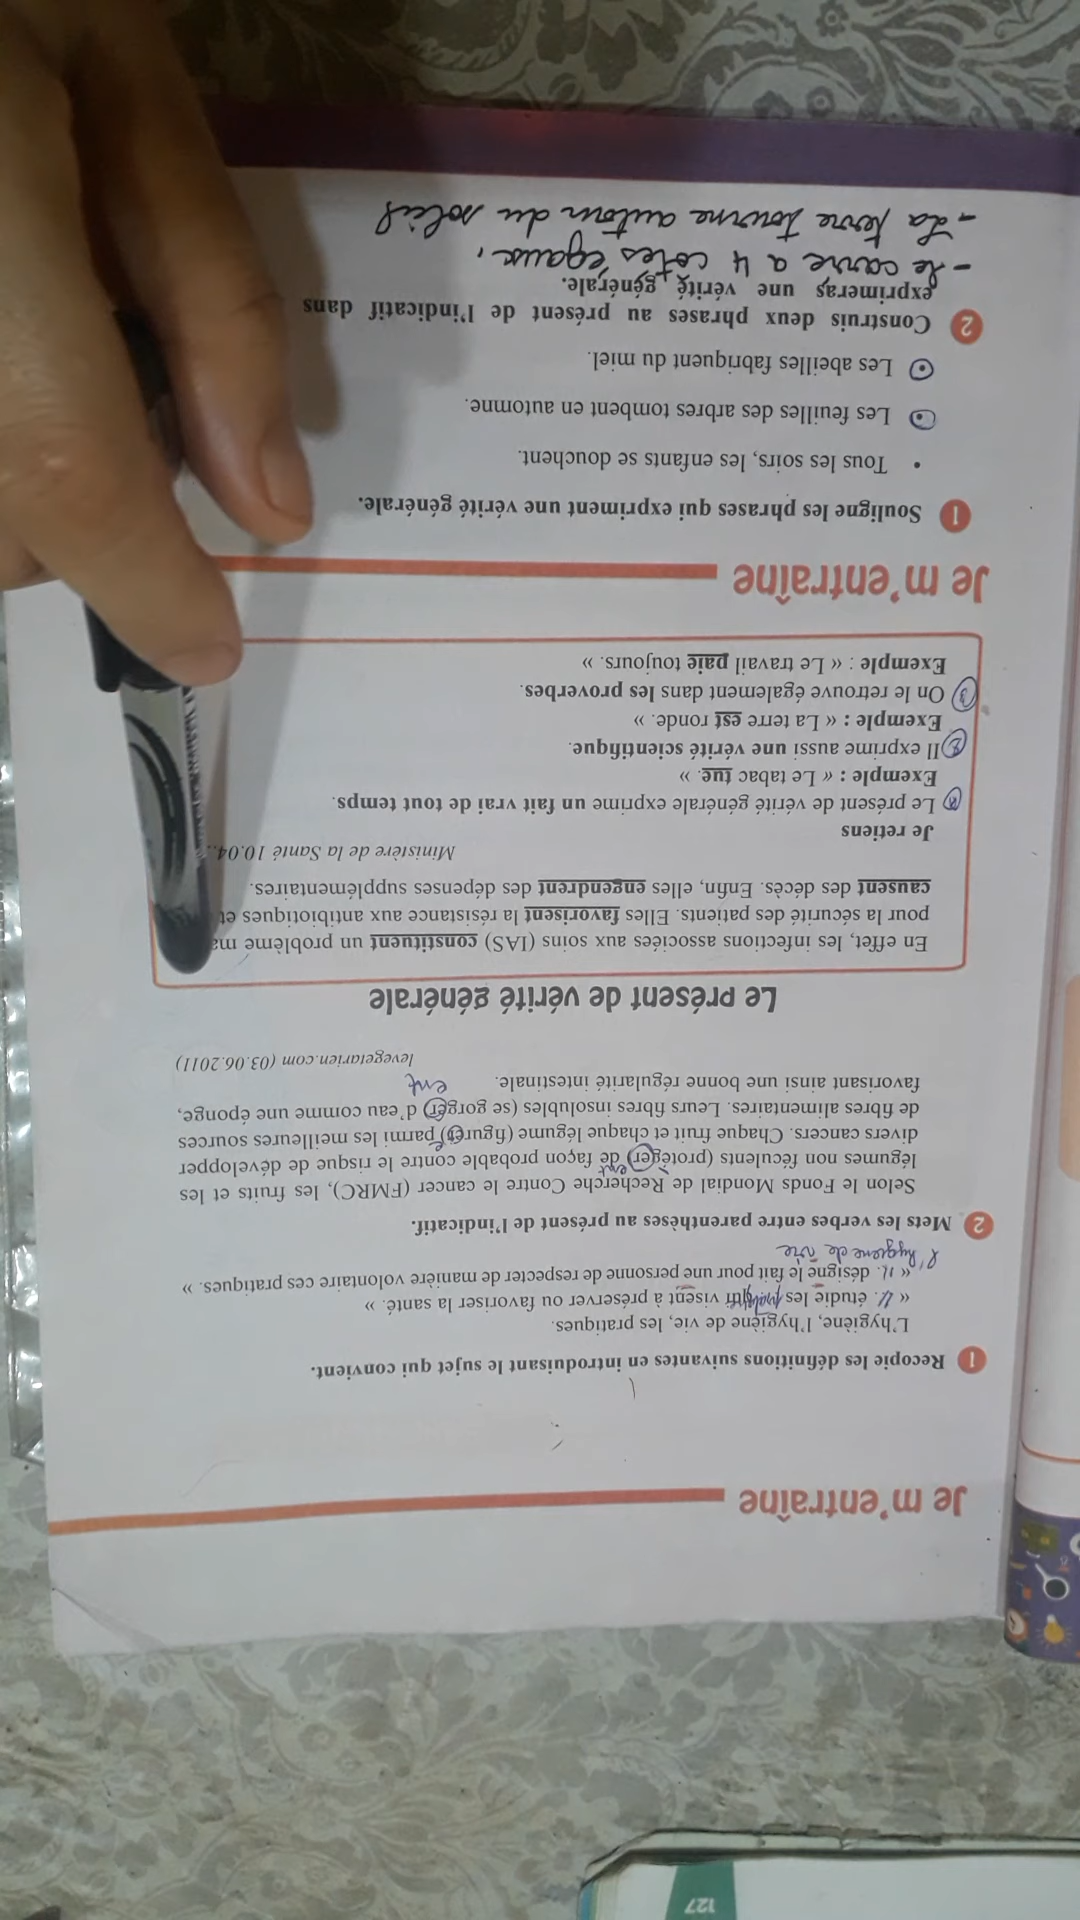 Je m'entraîne
1 Recopie les définitions suivantes en introduisant le sujet qui convient.
L'hygiène, l'hygiène de vie, les pratiques.
« .... étudie les qui visent à préserver ou favoriser la santé. »
« .... désigne le fait pour une personne de respecter de manière volontaire ces pratiques. »
l'hygiene de vie
2 Mets les verbes entre parenthèses au présent de l'indicatif.
Selon le Fonds Mondial de Recherche Contre le cancer (FMRC), les fruits et les
légumes non féculents (protéger) de façon probable contre le risque de développer
ent
divers cancers. Chaque fruit et chaque légume (figurer) parmi les meilleures sources
e
de fibres alimentaires. Leurs fibres insolubles (se gorger) d'eau comme une éponge,
favorisant ainsi une bonne régularité intestinale.
ent
levegetarien.com (03.06.2011)
Le présent de vérité générale
En effet, les infections associées aux soins (IAS) constituent un problème
pour la sécurité des patients. Elles favorisent la résistance aux antibiotiques et
causent des décès. Enfin, elles engendrent des dépenses supplémentaires.
Ministère de la Santé 10.04.
Je retiens
1 Le présent de vérité générale exprime un fait vrai de tout temps.
Exemple : « Le tabac tue. »
2 Il exprime aussi une vérité scientifique.
Exemple : « La terre est ronde. »
3 On le retrouve également dans les proverbes.
Exemple : « Le travail paie toujours. »
Je m'entraîne
1 Souligne les phrases qui expriment une vérité générale.
• Tous les soirs, les enfants se douchent.
• Les feuilles des arbres tombent en automne.
• Les abeilles fabriquent du miel.
2 Construis deux phrases au présent de l'indicatif dans
exprimeras une vérité générale.
- Le carré a 4 cotes égaux.
- La terre tourne autour du soleil
127